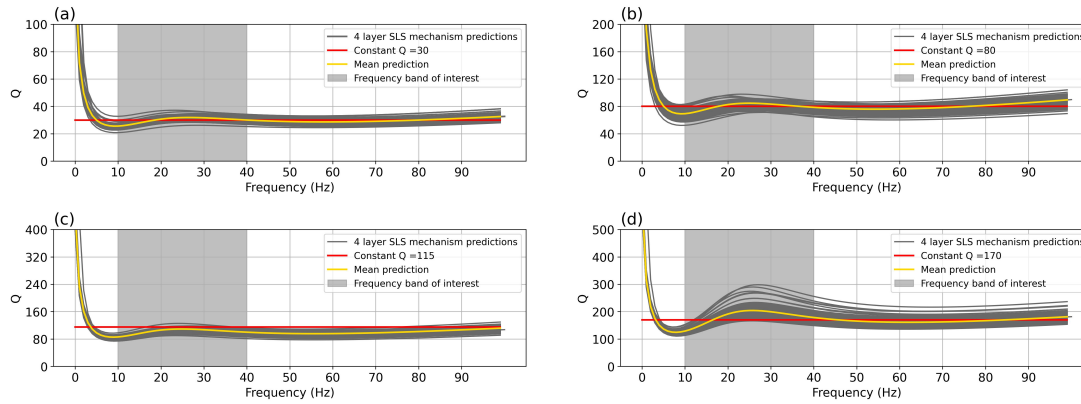 (a)
100
80
60
40
20
0
Q
0 10 20 30 40 50 60 70 80 90
Frequency (Hz)
4 layer SLS mechanism predictions
Constant Q =30
Mean prediction
Frequency band of interest
(b)
200
160
120
80
40
0
Q
0 10 20 30 40 50 60 70 80 90
Frequency (Hz)
4 layer SLS mechanism predictions
Constant Q =80
Mean prediction
Frequency band of interest
(c)
400
320
240
160
80
0
Q
0 10 20 30 40 50 60 70 80 90
Frequency (Hz)
4 layer SLS mechanism predictions
Constant Q =115
Mean prediction
Frequency band of interest
(d)
500
400
300
200
100
0
Q
0 10 20 30 40 50 60 70 80 90
Frequency (Hz)
4 layer SLS mechanism predictions
Constant Q =170
Mean prediction
Frequency band of interest